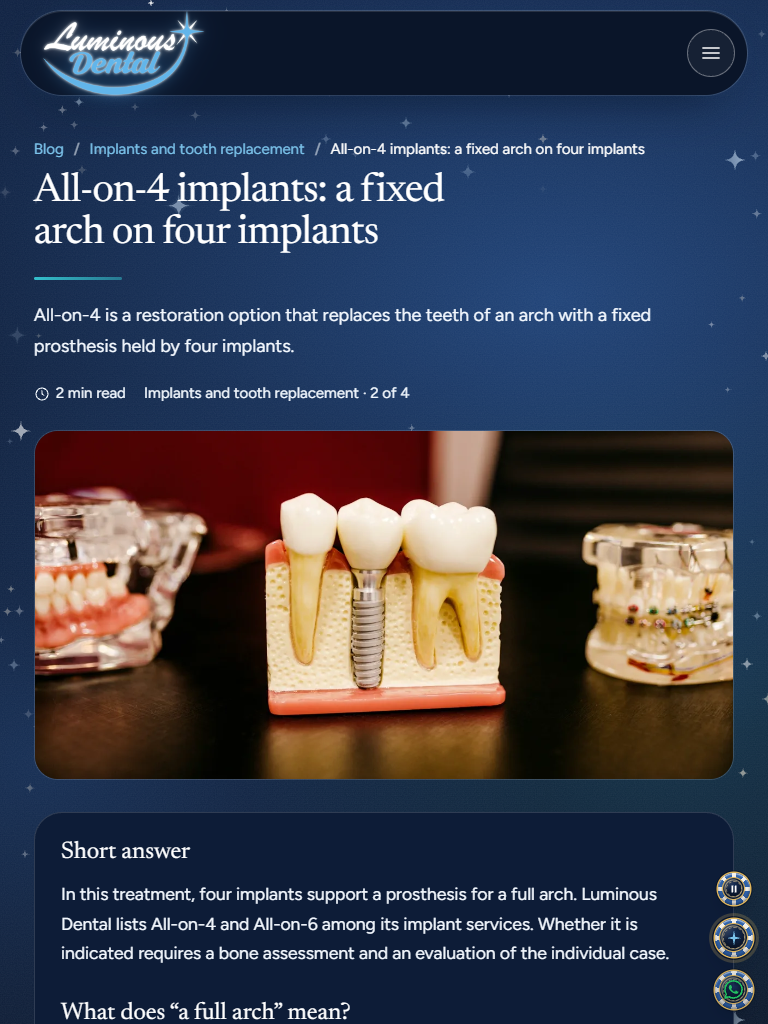 Luminous
Dental
Blog / Implants and tooth replacement / All-on-4 implants: a fixed arch on four implants
All-on-4 implants: a fixed
arch on four implants
All-on-4 is a restoration option that replaces the teeth of an arch with a fixed
prosthesis held by four implants.
2 min read Implants and tooth replacement · 2 of 4
Short answer
In this treatment, four implants support a prosthesis for a full arch. Luminous
Dental lists All-on-4 and All-on-6 among its implant services. Whether it is
indicated requires a bone assessment and an evaluation of the individual case.
What does “a full arch” mean?